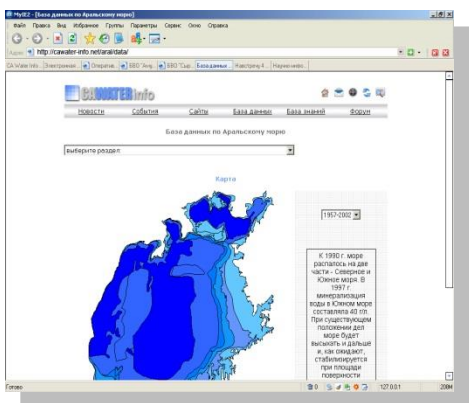 MyIE2 - [База данных по Аральскому морю]
Файл Правка Вид Избранное Группы Параметры Сервис Окно Справка
Адрес http://cawater-info.net/aral/data/
CAWATERinfo
Новости События Сайты База данных База знаний Форум
База данных по Аральскому морю
выберите раздел:
Карта
1957-2002
К 1990 г. море
распалось на две
части - Северное и
Южное моря. В
1997 г.
минерализация
воды в Южном море
составляла 40 г/л.
При существующем
положении дел
море будет
высыхать и дальше
и, как ожидают,
стабилизируется
при площади
поверхности
Готово 127.0.0.1 208M